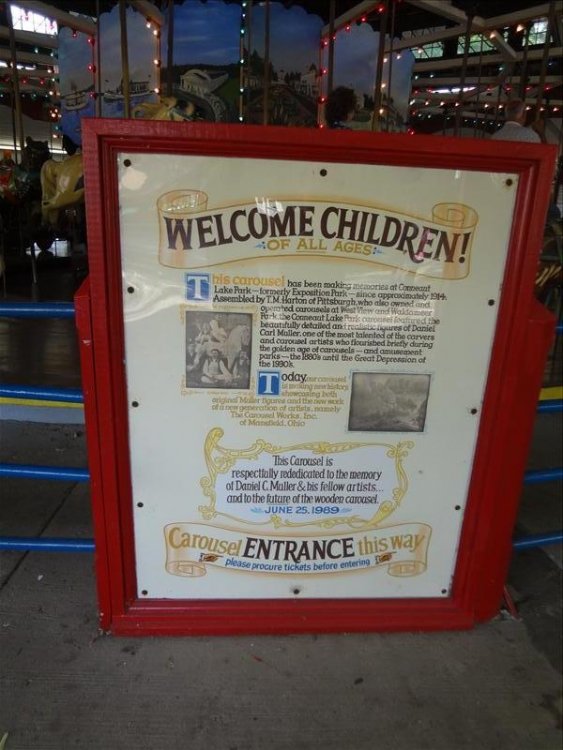 WELCOME CHILDREN!
OF ALL AGES
This carousel has been making memories at Conneaut
Lake Park—formerly Exposition Park—since approximately 1914.
Assembled by T.M. Harton of Pittsburgh, who also owned and
operated carousels at West View and Waldameer
Park, the Conneaut Lake Park carousel featured the
beautifully detailed and realistic figures of Daniel
Carl Muller, one of the most talented of the carvers
and carousel artists who flourished briefly during
the golden age of carousels—and amusement
parks—the 1880's until the Great Depression of
the 1930's.
Today, our carousel
is making new history,
showcasing both
original Muller figures and the new work
of a new generation of artists, namely
The Carousel Works, Inc.
of Mansfield, Ohio
This Carousel is
respectfully rededicated to the memory
of Daniel C. Muller & his fellow artists...
and to the future of the wooden carousel.
JUNE 25, 1989
Carousel ENTRANCE this way
please procure tickets before entering